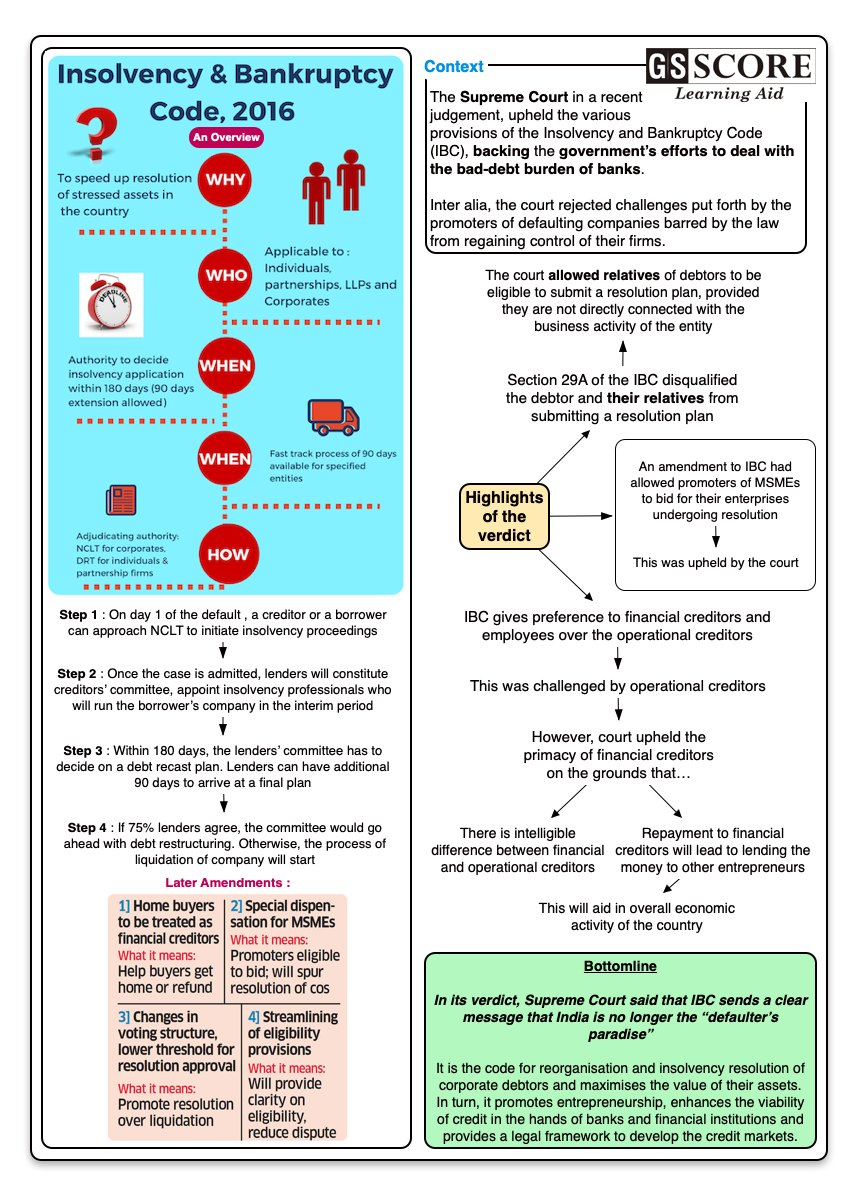 Insolvency & Bankruptcy
Code, 2016
An Overview
To speed up resolution
of stressed assets in
the country
WHY
WHO
Applicable to :
Individuals,
partnerships, LLPs and
Corporates
DEADLINE
Authority to decide
insolvency application
within 180 days (90 days
extension allowed)
WHEN
WHEN
Fast track process of 90 days
available for specified
entities
Adjudicating authority:
NCLT for corporates,
DRT for individuals &
partnership firms
HOW
Step 1 : On day 1 of the default , a creditor or a borrower
can approach NCLT to initiate insolvency proceedings
Step 2 : Once the case is admitted, lenders will constitute
creditors' committee, appoint insolvency professionals who
will run the borrower's company in the interim period
Step 3 : Within 180 days, the lenders' committee has to
decide on a debt recast plan. Lenders can have additional
90 days to arrive at a final plan
Step 4 : If 75% lenders agree, the committee would go
ahead with debt restructuring. Otherwise, the process of
liquidation of company will start
Later Amendments :
1] Home buyers
to be treated as
financial creditors
What it means:
Help buyers get
home or refund
2] Special dispen-
sation for MSMEs
What it means:
Promoters eligible
to bid; will spur
resolution of cos
3] Changes in
voting structure,
lower threshold for
resolution approval
What it means:
Promote resolution
over liquidation
4] Streamlining
of eligibility
provisions
What it means:
Will provide
clarity on
eligibility,
reduce dispute
Context
GS SCORE
Learning Aid
The Supreme Court in a recent
judgement, upheld the various
provisions of the Insolvency and Bankruptcy Code
(IBC), backing the government's efforts to deal with
the bad-debt burden of banks.
Inter alia, the court rejected challenges put forth by the
promoters of defaulting companies barred by the law
from regaining control of their firms.
The court allowed relatives of debtors to be
eligible to submit a resolution plan, provided
they are not directly connected with the
business activity of the entity
Section 29A of the IBC disqualified
the debtor and their relatives from
submitting a resolution plan
Highlights
of the
verdict
An amendment to IBC had
allowed promoters of MSMEs
to bid for their enterprises
undergoing resolution
This was upheld by the court
IBC gives preference to financial creditors and
employees over the operational creditors
This was challenged by operational creditors
However, court upheld the
primacy of financial creditors
on the grounds that…
There is intelligible
difference between financial
and operational creditors
Repayment to financial
creditors will lead to lending the
money to other entrepreneurs
This will aid in overall economic
activity of the country
Bottomline
In its verdict, Supreme Court said that IBC sends a clear
message that India is no longer the “defaulter's
paradise”
It is the code for reorganisation and insolvency resolution of
corporate debtors and maximises the value of their assets.
In turn, it promotes entrepreneurship, enhances the viability
of credit in the hands of banks and financial institutions and
provides a legal framework to develop the credit markets.